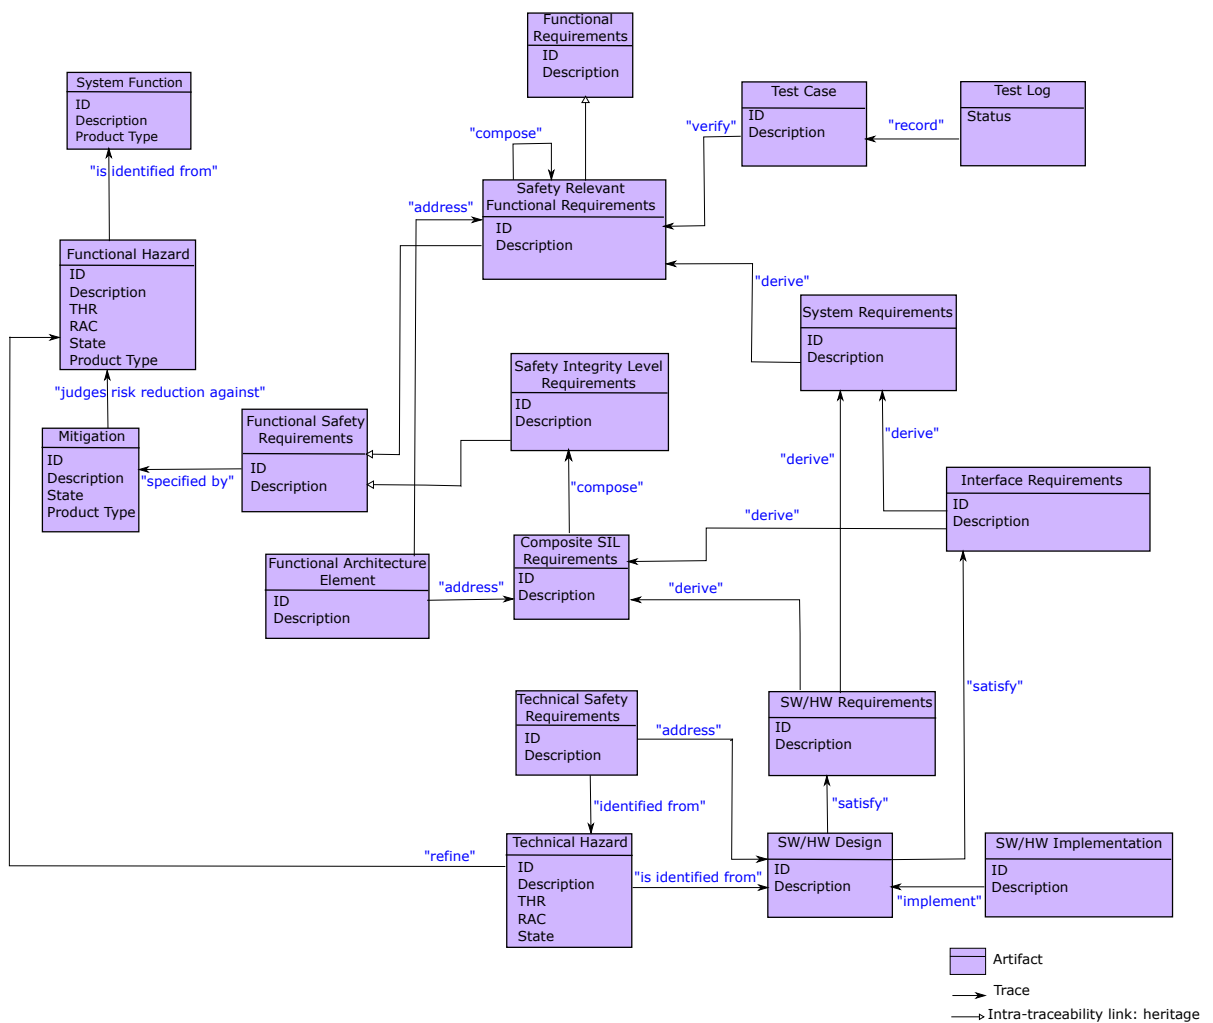 Functional
Requirements
ID
Description
System Function
ID
Description
Product Type
Test Case
ID
Description
Test Log
Status
"verify"
"record"
"compose"
"is identified from"
Safety Relevant
Functional Requirements
ID
Description
"address"
Functional Hazard
ID
Description
THR
RAC
State
Product Type
"derive"
System Requirements
ID
Description
Safety Integrity Level
Requirements
ID
Description
"judges risk reduction against"
Functional Safety
Requirements
ID
Description
Mitigation
ID
Description
State
Product Type
"specified by"
"derive"
"derive"
"compose"
Interface Requirements
ID
Description
"derive"
Composite SIL
Requirements
ID
Description
Functional Architecture
Element
ID
Description
"address"
"derive"
"satisfy"
Technical Safety
Requirements
ID
Description
"address"
SW/HW Requirements
ID
Description
"identified from"
"satisfy"
Technical Hazard
ID
Description
THR
RAC
State
"refine"
"is identified from"
SW/HW Design
ID
Description
SW/HW Implementation
ID
Description
"implement"
Artifact
Trace
Intra-traceability link: heritage